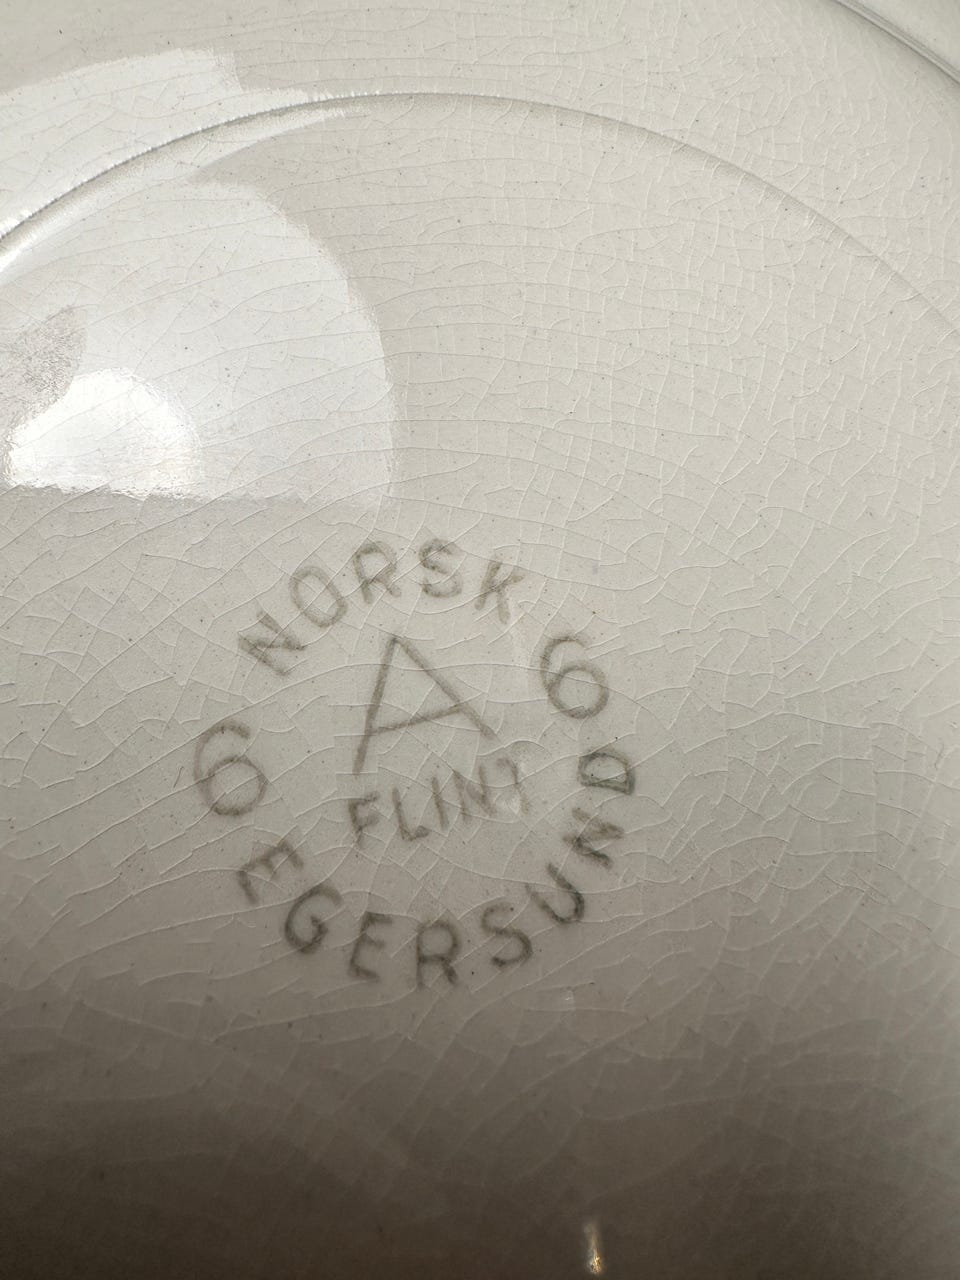 NORSK
6 A 6
FLINT
EGERSUND